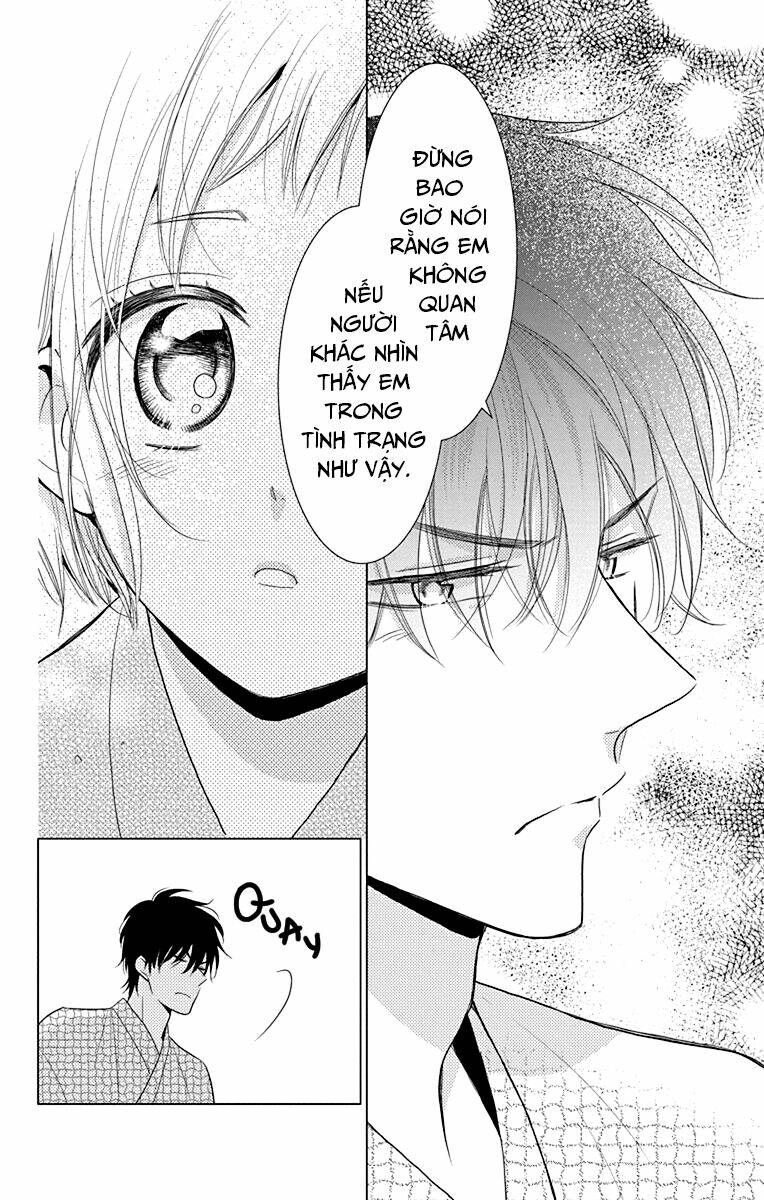 ĐỪNG
BAO
GIỜ NÓI
RẰNG EM
KHÔNG
QUAN
TÂM
NẾU
NGƯỜI
KHÁC NHÌN
THẤY EM
TRONG
TÌNH TRẠNG
NHƯ VẬY.
QUAY